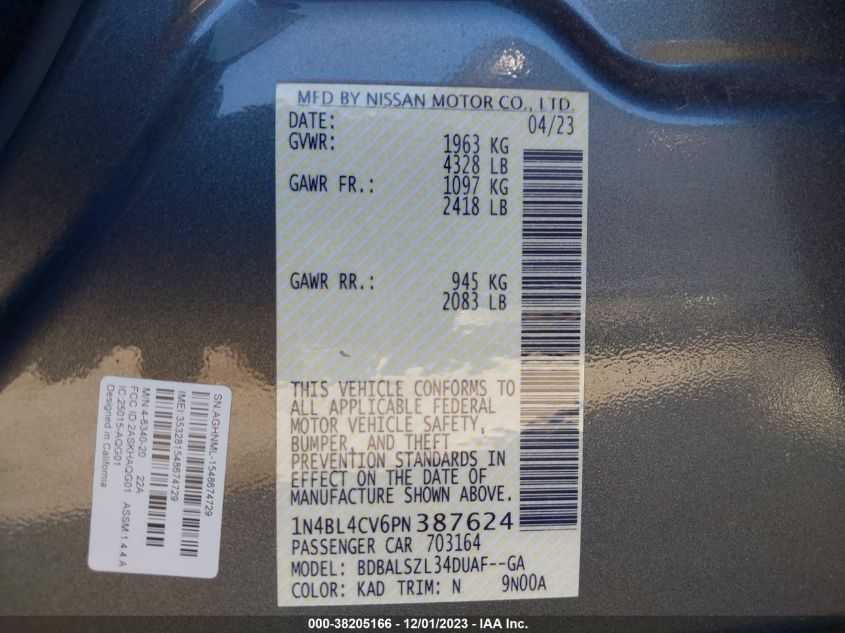 MFD BY NISSAN MOTOR CO., LTD.
DATE: 04/23
GVWR: 1963 KG
4328 LB
GAWR FR.: 1097 KG
2418 LB
GAWR RR.: 945 KG
2083 LB
THIS VEHICLE CONFORMS TO
ALL APPLICABLE FEDERAL
MOTOR VEHICLE SAFETY,
BUMPER, AND THEFT
PREVENTION STANDARDS IN
EFFECT ON THE DATE OF
MANUFACTURE SHOWN ABOVE.
1N4BL4CV6PN387624
PASSENGER CAR 703164
MODEL: BDBALSZL34DUAF--GA
COLOR: KAD TRIM: N 9N00A
SN:AGHNML-1548674729
IMEI:353281548674729
M/N:4-6340-20 22A
FCC ID:2ASKHAQG01 ASSM 1 4 4 A
IC:25015-AQG01
Designed in California
000-38205166 - 12/01/2023 - IAA Inc.